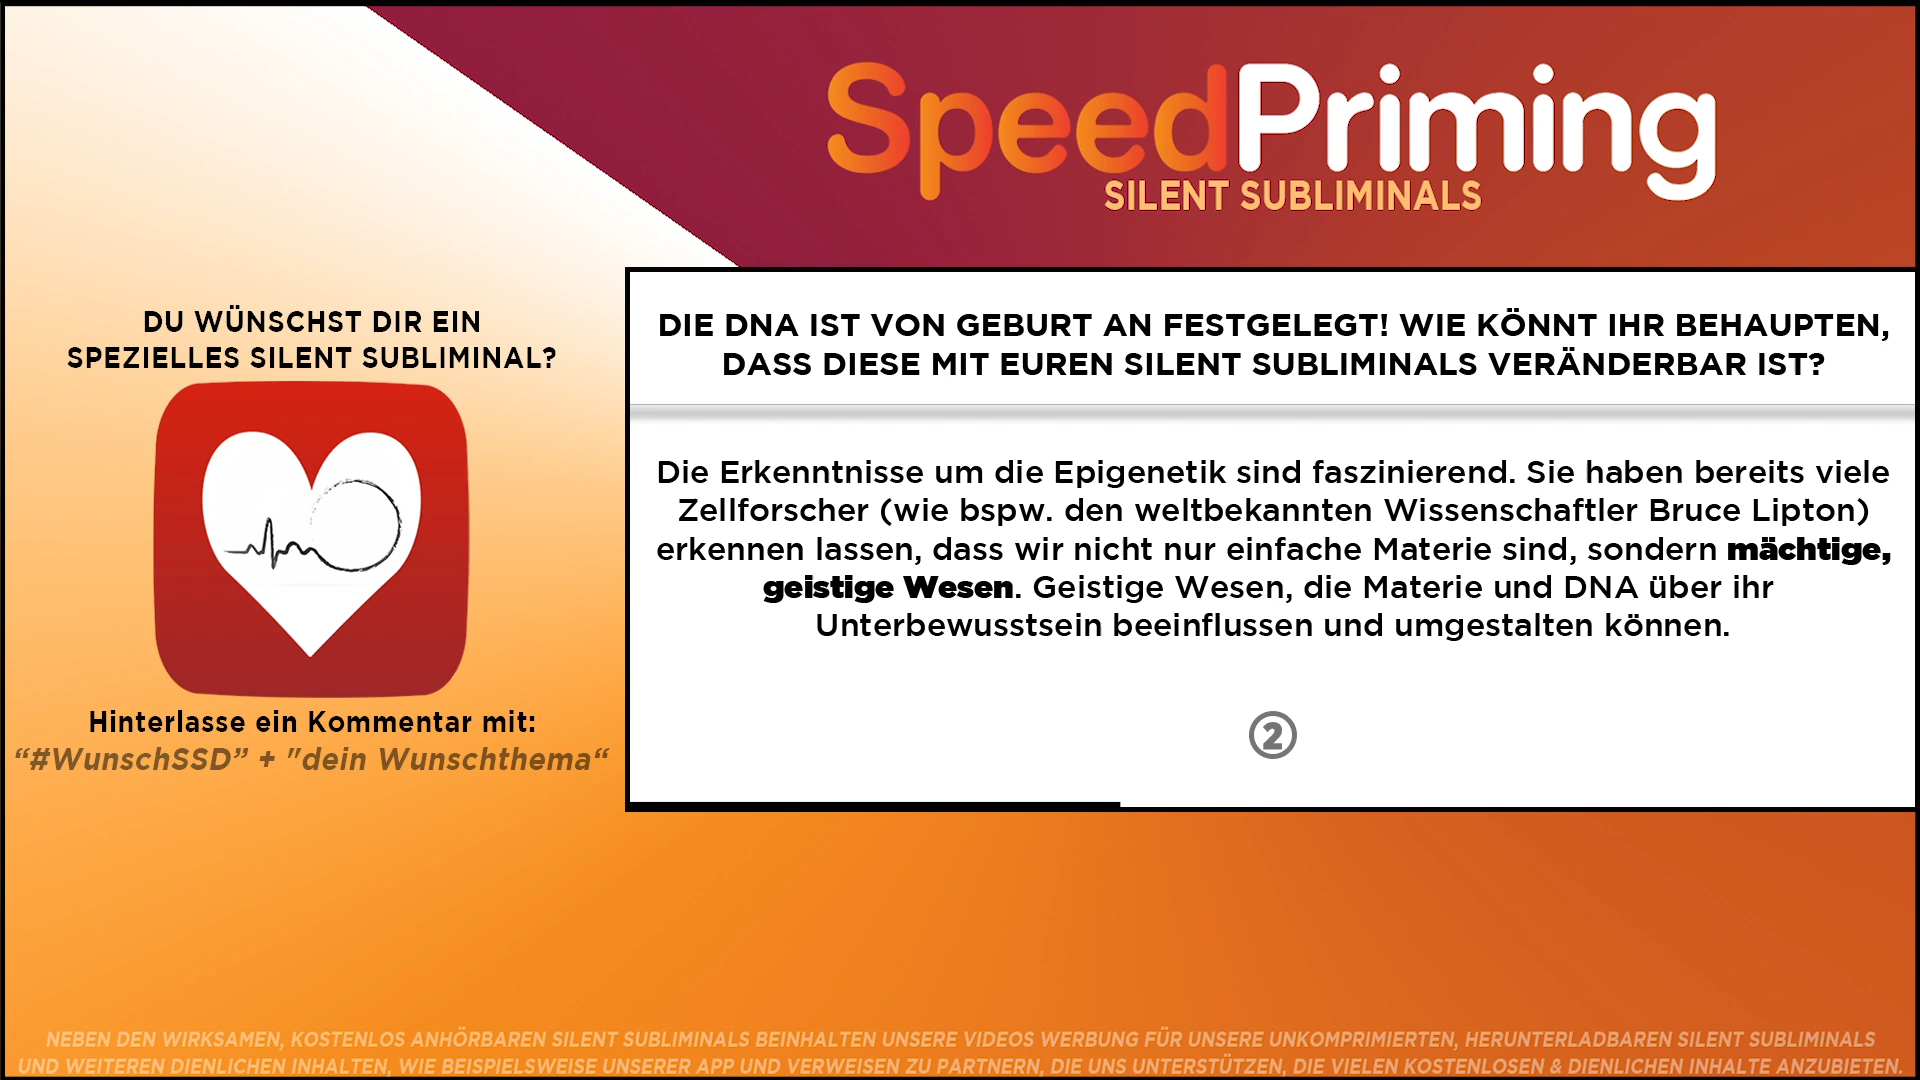 SpeedPriming
SILENT SUBLIMINALS
DU WÜNSCHST DIR EIN
SPEZIELLES SILENT SUBLIMINAL?
Hinterlasse ein Kommentar mit:
“#WunschSSD” + "dein Wunschthema“
DIE DNA IST VON GEBURT AN FESTGELEGT! WIE KÖNNT IHR BEHAUPTEN,
DASS DIESE MIT EUREN SILENT SUBLIMINALS VERÄNDERBAR IST?
Die Erkenntnisse um die Epigenetik sind faszinierend. Sie haben bereits viele
Zellforscher (wie bspw. den weltbekannten Wissenschaftler Bruce Lipton)
erkennen lassen, dass wir nicht nur einfache Materie sind, sondern mächtige,
geistige Wesen. Geistige Wesen, die Materie und DNA über ihr
Unterbewusstsein beeinflussen und umgestalten können.
②
NEBEN DEN WIRKSAMEN, KOSTENLOS ANHÖRBAREN SILENT SUBLIMINALS BEINHALTEN UNSERE VIDEOS WERBUNG FÜR UNSERE UNKOMPRIMIERTEN, HERUNTERLADBAREN SILENT SUBLIMINALS
UND WEITEREN DIENLICHEN INHALTEN, WIE BEISPIELSWEISE UNSERER APP UND VERWEISEN ZU PARTNERN, DIE UNS UNTERSTÜTZEN, DIE VIELEN KOSTENLOSEN & DIENLICHEN INHALTE ANZUBIETEN.